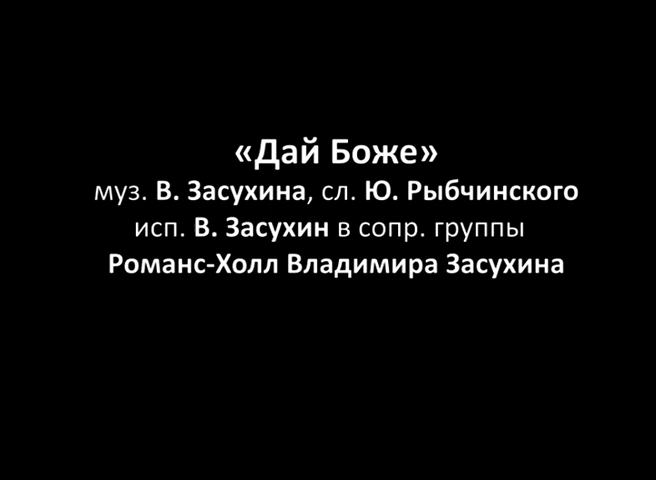 «Дай Боже»
муз. В. Засухина, сл. Ю. Рыбчинского
исп. В. Засухин в сопр. группы
Романс-Холл Владимира Засухина